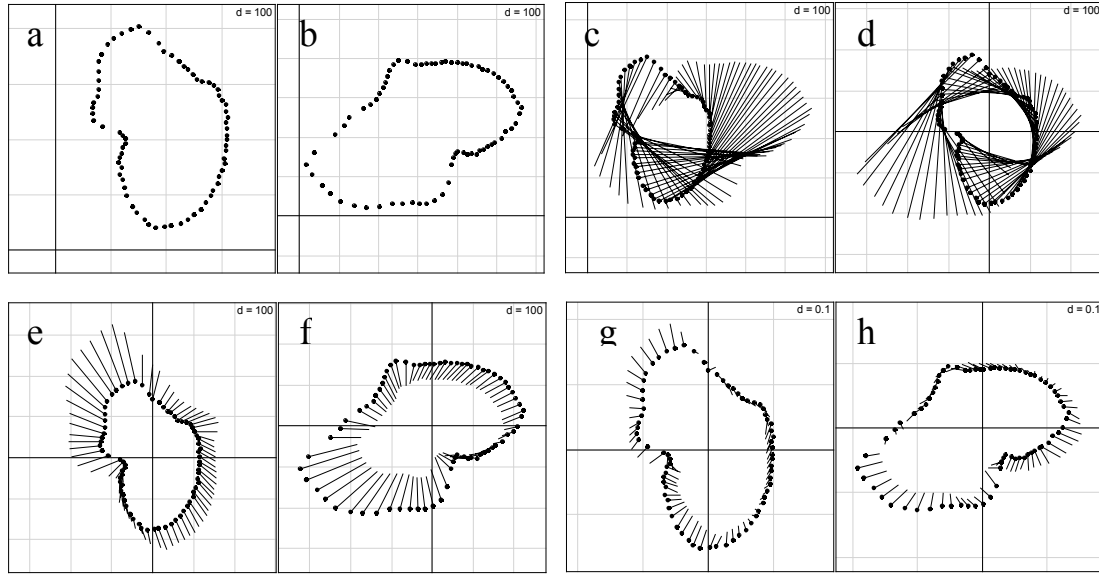 a d = 100
b d = 100
c d = 100
d d = 100
e d = 100
f d = 100
g d = 0.1
h d = 0.1